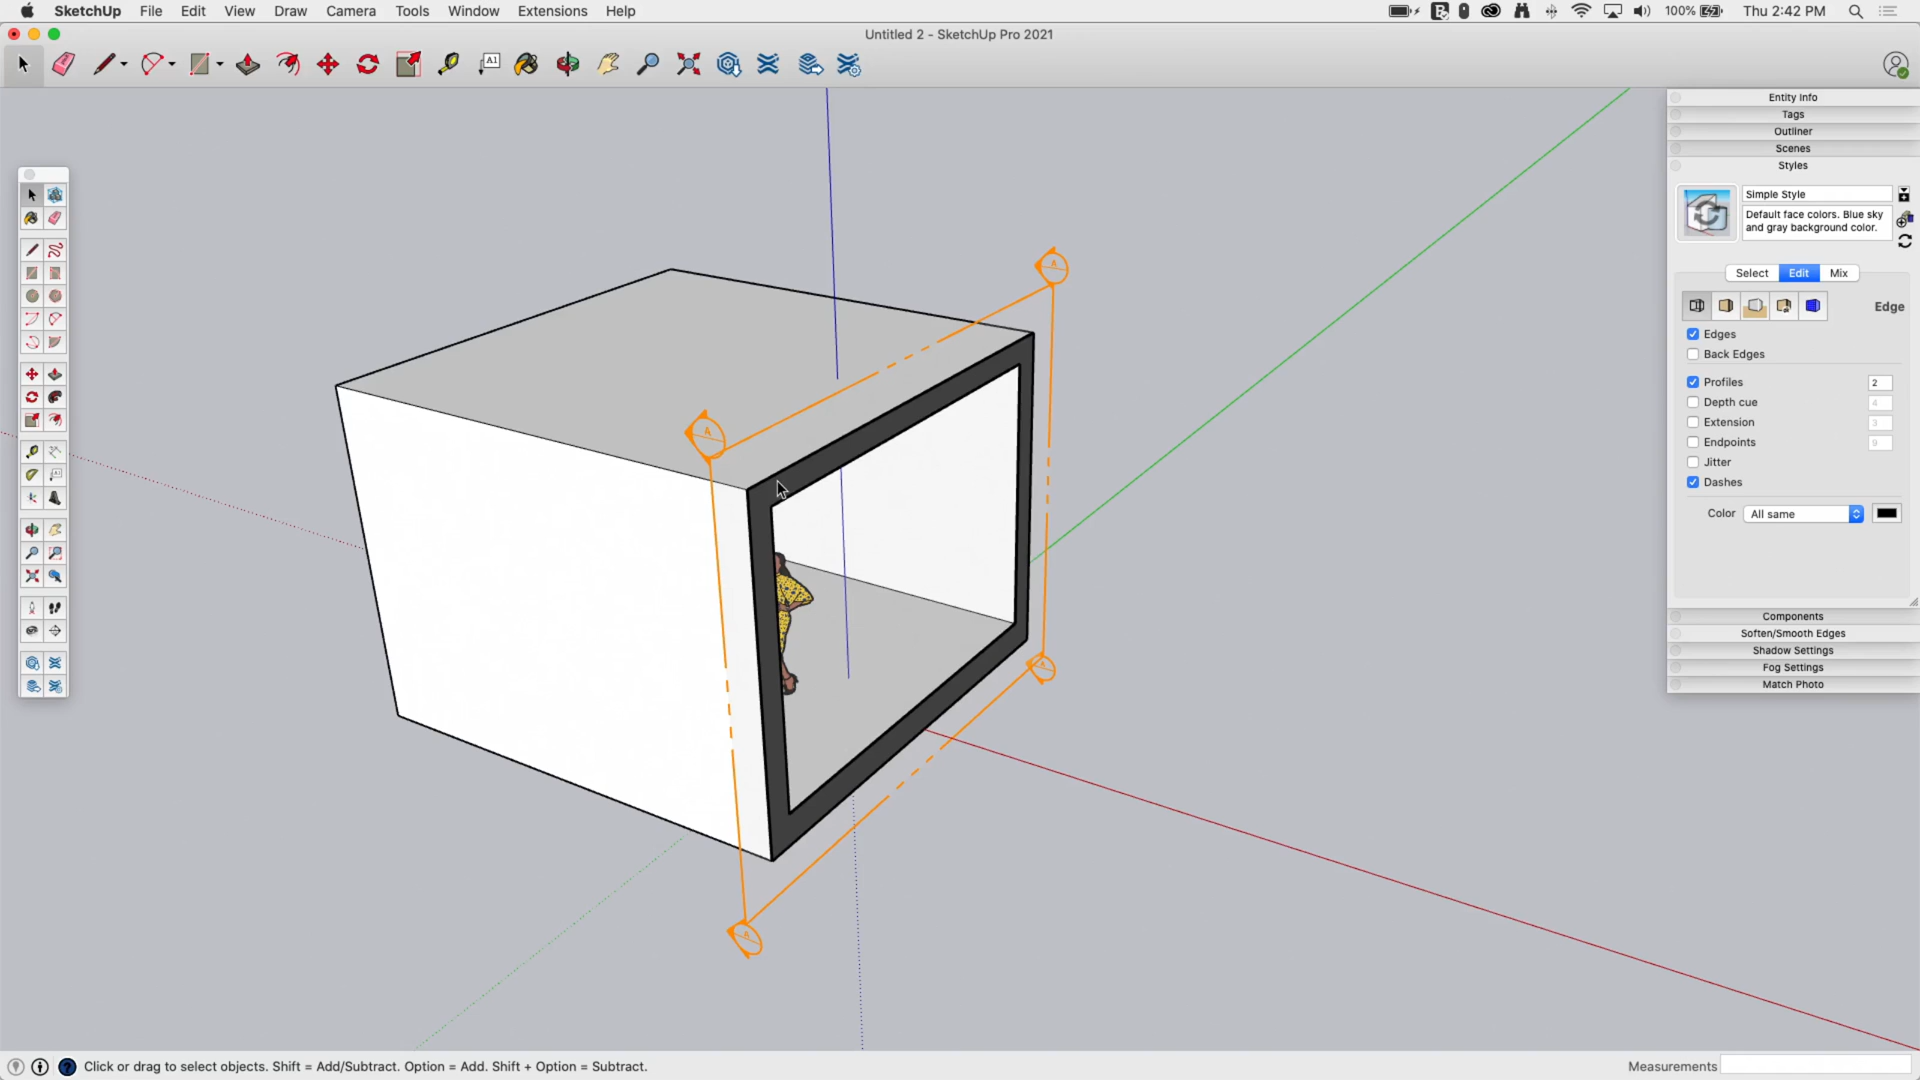 SketchUp File Edit View Draw Camera Tools Window Extensions Help 100% Thu 2:42 PM
Untitled 2 - SketchUp Pro 2021
A1
Entity Info
Tags
Outliner
Scenes
Styles
Simple Style
Default face colors. Blue sky
and gray background color.
Select Edit Mix
Edge
Edges
Back Edges
Profiles 2
Depth cue 4
Extension 3
Endpoints 9
Jitter
Dashes
Color All same
Components
Soften/Smooth Edges
Shadow Settings
Fog Settings
Match Photo
A
A
A
A
Click or drag to select objects. Shift = Add/Subtract. Option = Add. Shift + Option = Subtract.
Measurements